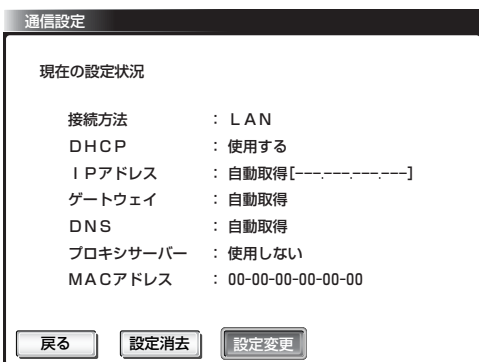 通信設定
現在の設定状況
接続方法 : LAN
DHCP : 使用する
IPアドレス : 自動取得[---.---.---.---]
ゲートウェイ : 自動取得
DNS : 自動取得
プロキシサーバー : 使用しない
MACアドレス : 00-00-00-00-00-00
戻る 設定消去 設定変更